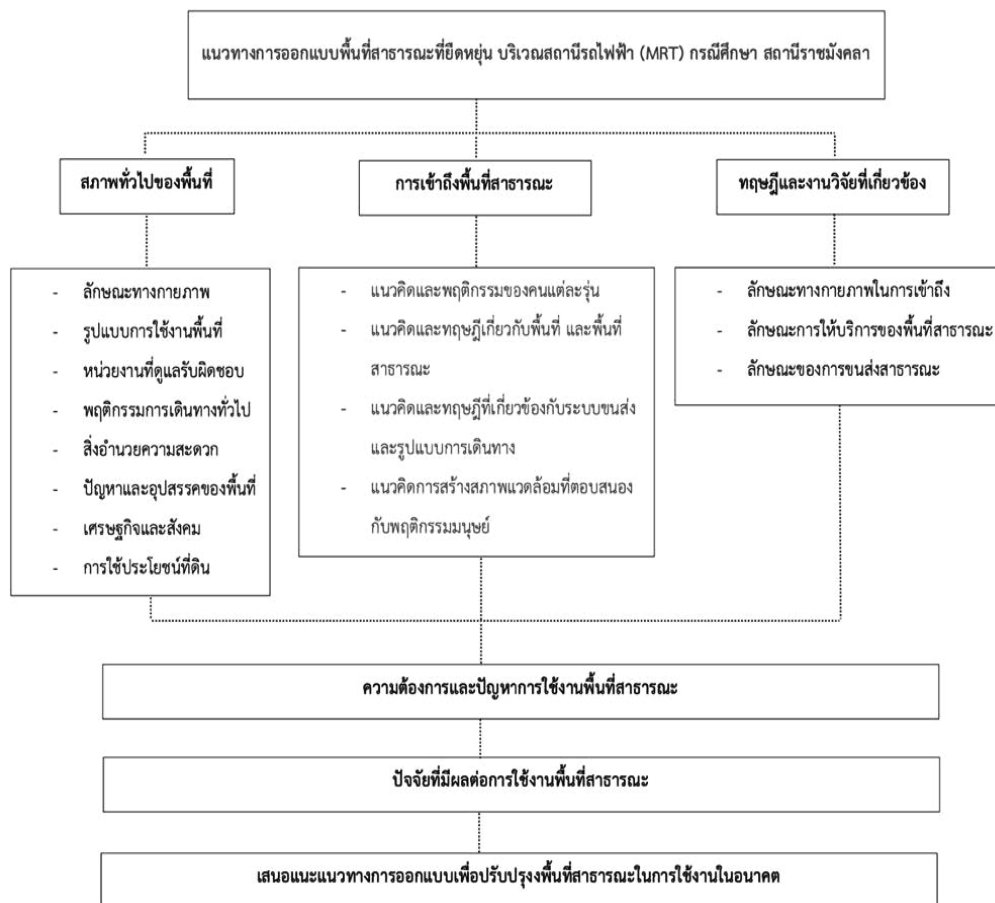 แนวทางการออกแบบพื้นที่สาธารณะที่ยืดหยุ่น บริเวณสถานีรถไฟฟ้า (MRT) กรณีศึกษา สถานีราชมังคลา
สภาพทั่วไปของพื้นที่
- ลักษณะทางกายภาพ
- รูปแบบการใช้งานพื้นที่
- หน่วยงานที่ดูแลรับผิดชอบ
- พฤติกรรมการเดินทางทั่วไป
- สิ่งอำนวยความสะดวก
- ปัญหาและอุปสรรคของพื้นที่
- เศรษฐกิจและสังคม
- การใช้ประโยชน์ที่ดิน
การเข้าถึงพื้นที่สาธารณะ
- แนวคิดและพฤติกรรมของคนแต่ละรุ่น
- แนวคิดและทฤษฎีเกี่ยวกับพื้นที่ และพื้นที่
สาธารณะ
- แนวคิดและทฤษฎีที่เกี่ยวข้องกับระบบขนส่ง
และรูปแบบการเดินทาง
- แนวคิดการสร้างสภาพแวดล้อมที่ตอบสนอง
กับพฤติกรรมมนุษย์
ทฤษฎีและงานวิจัยที่เกี่ยวข้อง
- ลักษณะทางกายภาพในการเข้าถึง
- ลักษณะการให้บริการของพื้นที่สาธารณะ
- ลักษณะของการขนส่งสาธารณะ
ความต้องการและปัญหาการใช้งานพื้นที่สาธารณะ
ปัจจัยที่มีผลต่อการใช้งานพื้นที่สาธารณะ
เสนอแนะแนวทางการออกแบบเพื่อปรับปรุงงพื้นที่สาธารณะในการใช้งานในอนาคต